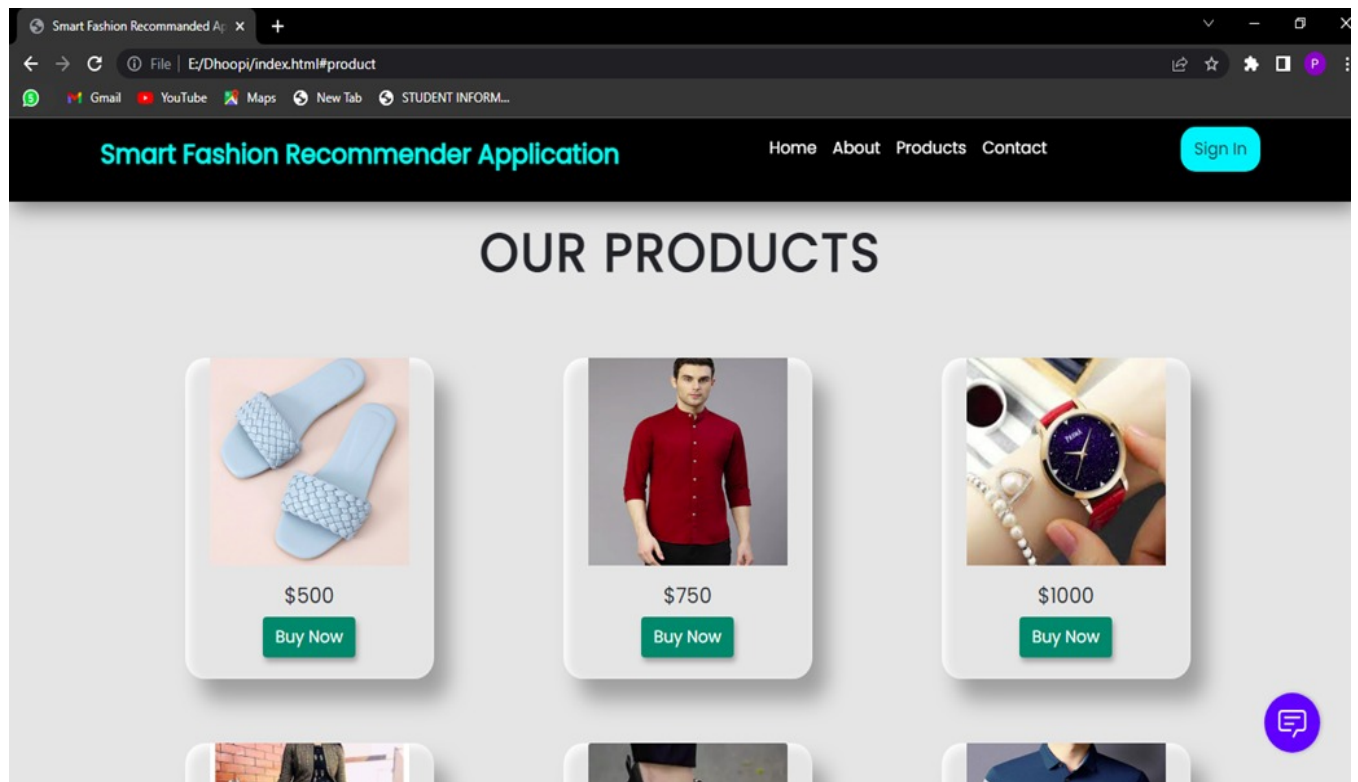 Smart Fashion Recommanded Ap
E:/Dhoopi/index.html#product
File
Gmail
YouTube
Maps
New Tab
STUDENT INFORM...
P
Smart Fashion Recommender Application
Home
About
Products
Contact
Sign In
OUR PRODUCTS
$500
$750
$1000
Buy Now
Buy Now
Buy Now